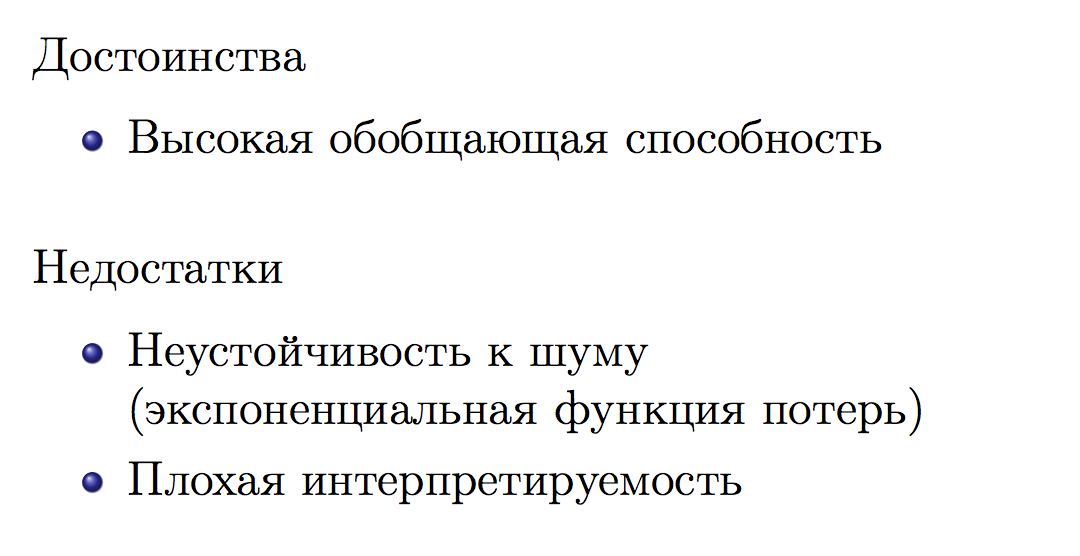 Достоинства
Высокая обобщающая способность
Недостатки
Неустойчивость к шуму
(экспоненциальная функция потерь)
Плохая интерпретируемость